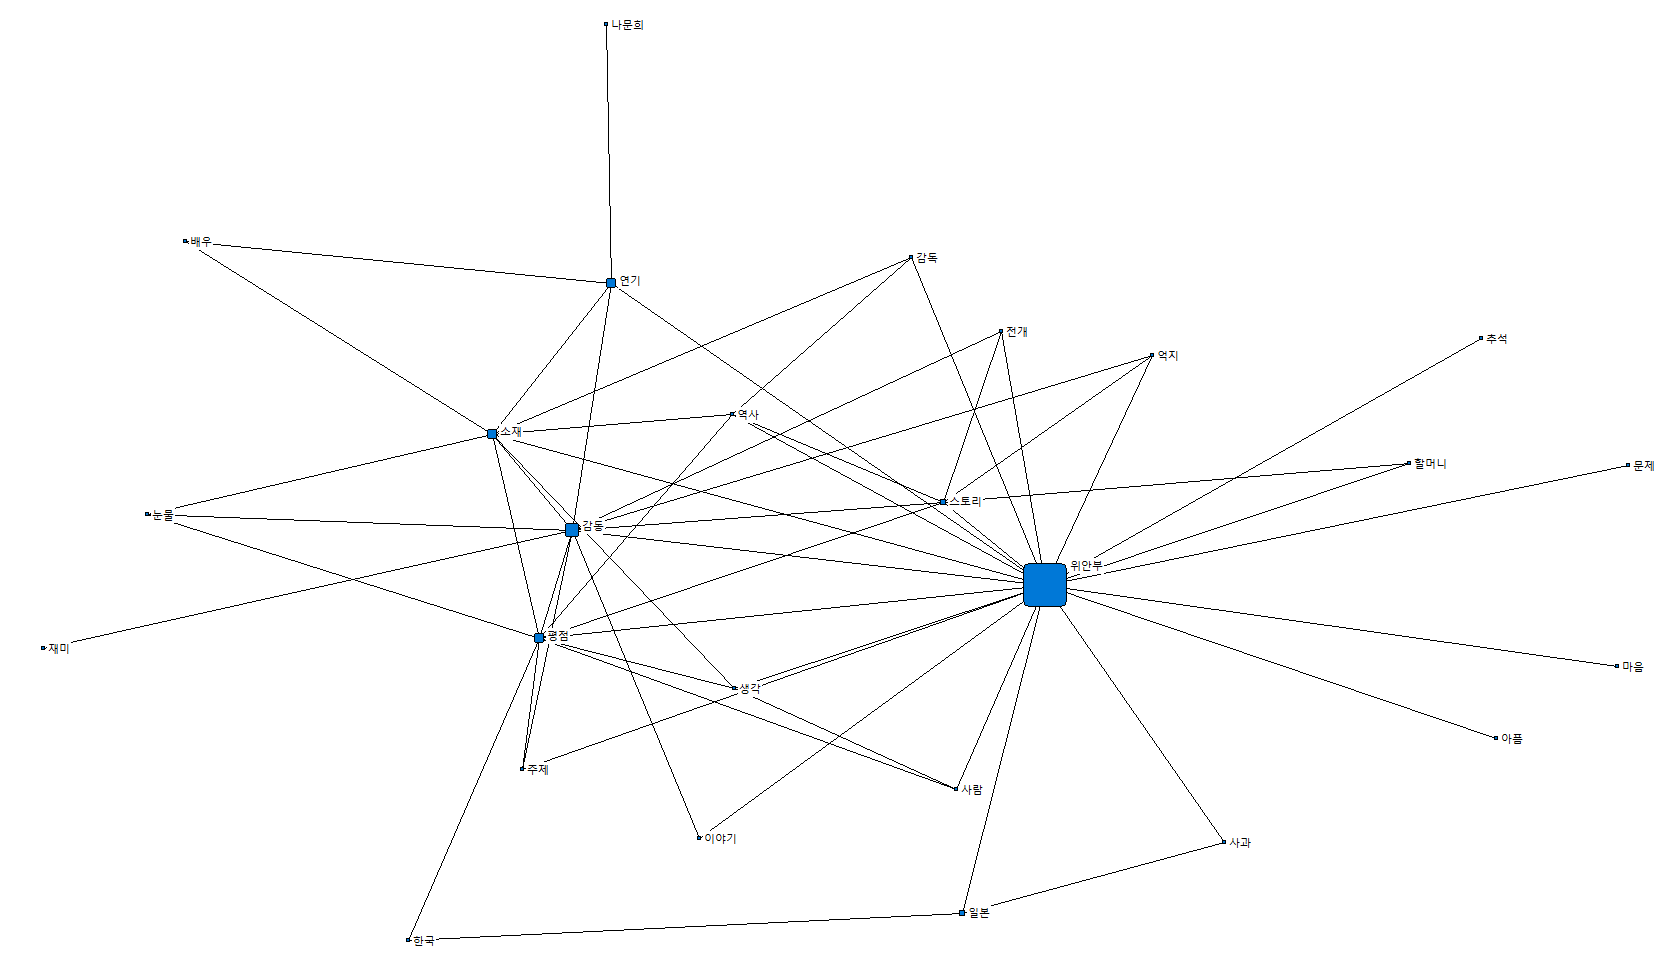 나문희
배우
감독
연기
전개
추석
억지
역사
소재
할머니
문제
스토리
눈물
감동
위안부
평점
재미
마음
생각
아픔
주제
사람
이야기
사과
일본
한국